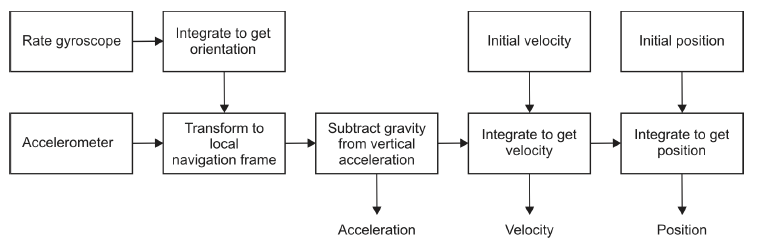 Rate gyroscope
Integrate to get
orientation
Initial velocity
Initial position
Accelerometer
Transform to
local
navigation frame
Subtract gravity
from vertical
acceleration
Integrate to get
velocity
Integrate to get
position
Acceleration
Velocity
Position